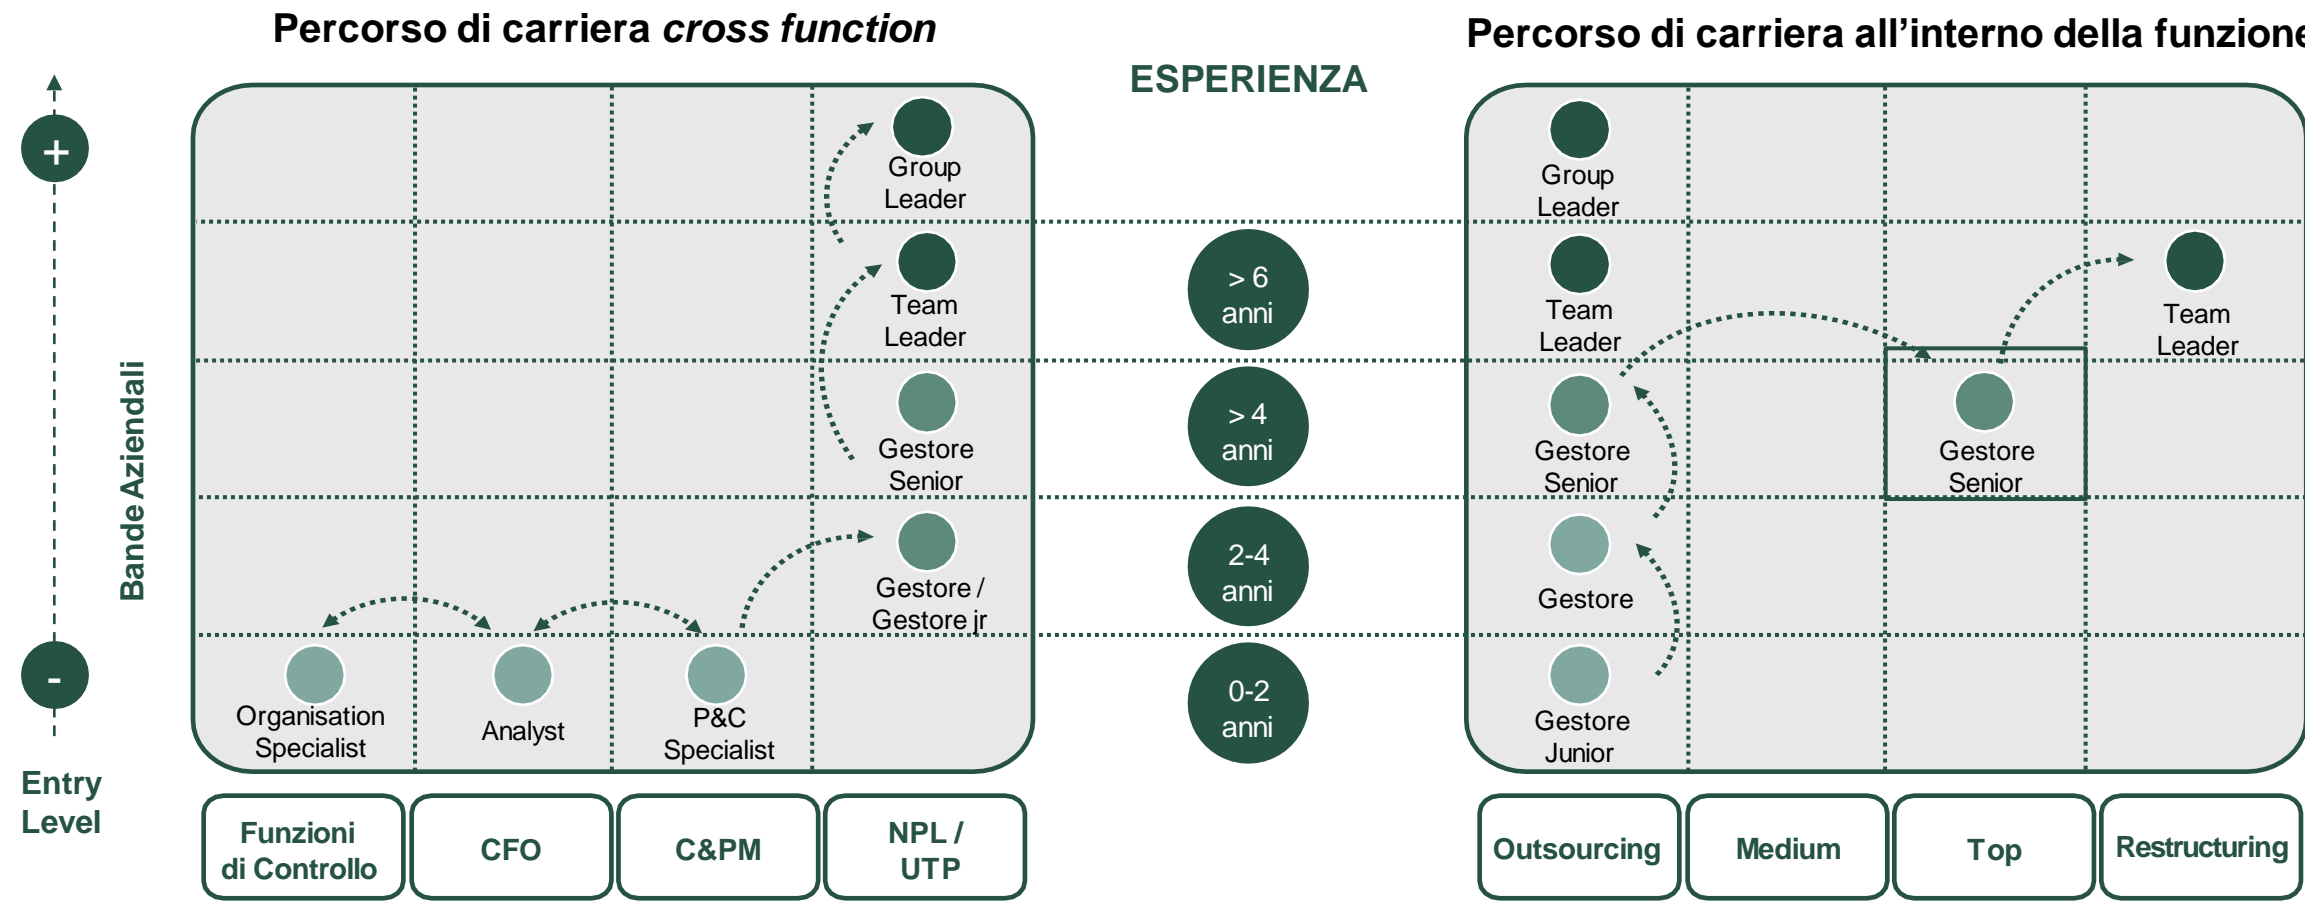 Percorso di carriera cross function
Percorso di carriera all’interno della funzione
ESPERIENZA
+
-
Bande Aziendali
Entry
Level
Group
Leader
Team
Leader
Gestore
Senior
Gestore /
Gestore jr
Organisation
Specialist
Analyst
P&C
Specialist
Funzioni
di Controllo
CFO
C&PM
NPL /
UTP
> 6
anni
> 4
anni
2-4
anni
0-2
anni
Group
Leader
Team
Leader
Team
Leader
Gestore
Senior
Gestore
Senior
Gestore
Gestore
Junior
Outsourcing
Medium
Top
Restructuring